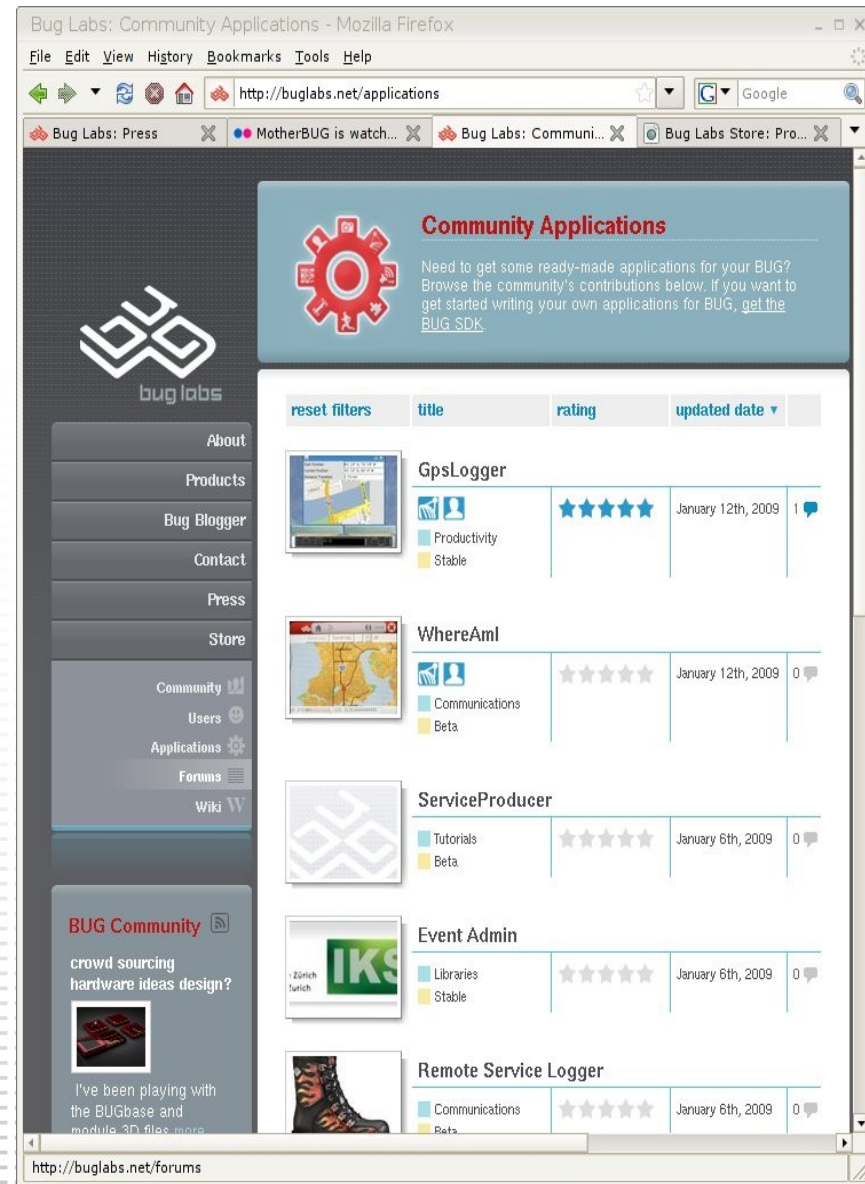 Bug Labs: Community Applications - Mozilla Firefox
File Edit View History Bookmarks Tools Help
http://buglabs.net/applications
Google
Bug Labs: Press
MotherBUG is watch...
Bug Labs: Communi...
Bug Labs Store: Pro...
Community Applications
Need to get some ready-made applications for your BUG?
Browse the community's contributions below. If you want to
get started writing your own applications for BUG, get the
BUG SDK.
bug labs
About
Products
Bug Blogger
Contact
Press
Store
Community
Users
Applications
Forums
Wiki W
BUG Community
crowd sourcing
hardware ideas design?
I've been playing with
the BUGbase and
module 3D files more
reset filters title rating updated date
GpsLogger
January 12th, 2009 1
Productivity
Stable
WhereAmI
January 12th, 2009 0
Communications
Beta
ServiceProducer
Tutorials January 6th, 2009 0
Beta
Event Admin
IKS
Zürich
Zurich
Libraries January 6th, 2009 0
Stable
Remote Service Logger
Communications January 6th, 2009 0
Beta
http://buglabs.net/forums